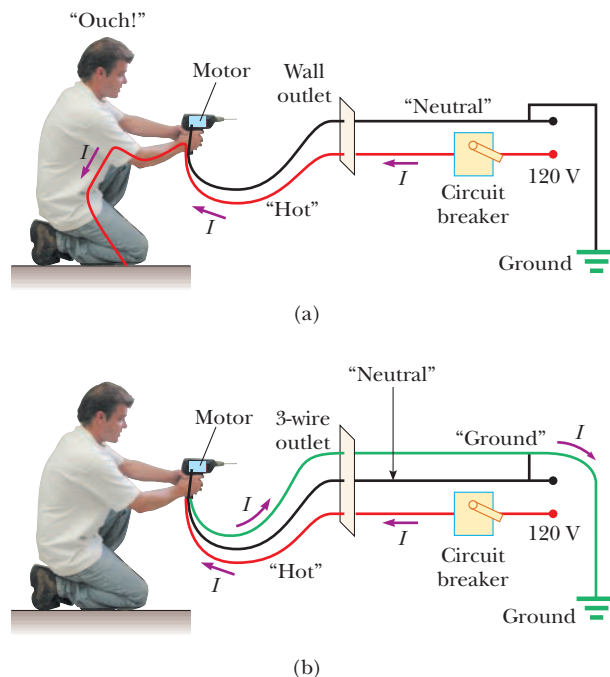 “Ouch!”
Motor
Wall
outlet
“Neutral”
I
I
I
“Hot”
Circuit
breaker
120 V
Ground
(a)
“Neutral”
Motor
3-wire
outlet
“Ground”
I
I
I
I
“Hot”
Circuit
breaker
120 V
Ground
(b)